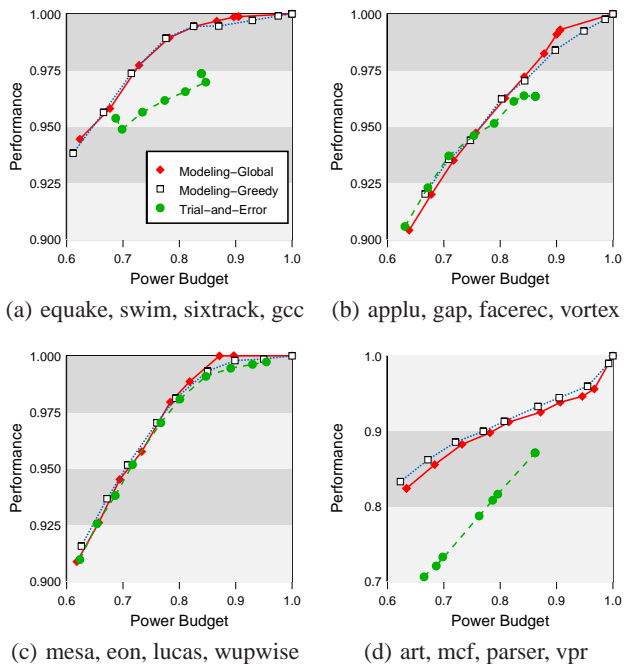 1.000
0.975
0.950
0.925
0.900
Performance
0.6 0.7 0.8 0.9 1.0
Power Budget
Modeling-Global
Modeling-Greedy
Trial-and-Error
(a) equake, swim, sixtrack, gcc
1.000
0.975
0.950
0.925
0.900
Performance
0.6 0.7 0.8 0.9 1.0
Power Budget
(b) applu, gap, facerec, vortex
1.000
0.975
0.950
0.925
0.900
Performance
0.6 0.7 0.8 0.9 1.0
Power Budget
(c) mesa, eon, lucas, wupwise
1.0
0.9
0.8
0.7
Performance
0.6 0.7 0.8 0.9 1.0
Power Budget
(d) art, mcf, parser, vpr